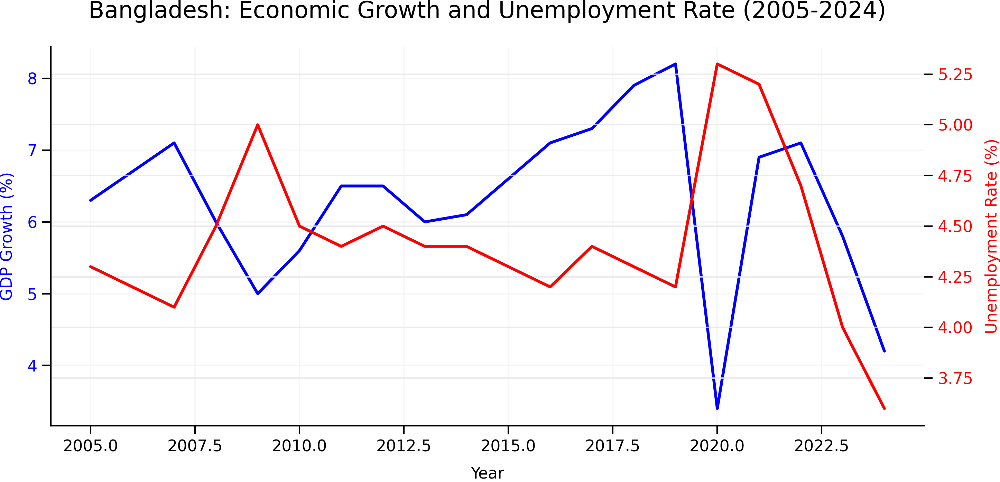 Bangladesh: Economic Growth and Unemployment Rate (2005-2024)
GDP Growth (%)
8
7
6
5
4
5.25
5.00
4.75
4.50
4.25
4.00
3.75
Unemployment Rate (%)
2005.0 2007.5 2010.0 2012.5 2015.0 2017.5 2020.0 2022.5
Year